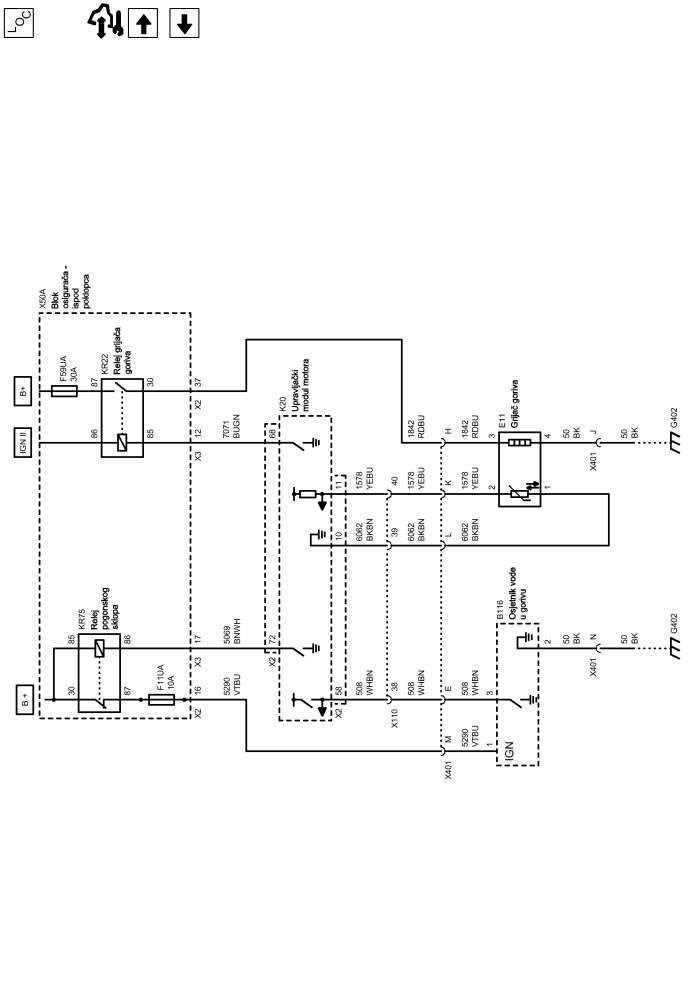 LOC
X50A
Blok
osigurača -
ispod
poklopca
B+
F59UA
30A
87
KR22
Relej grijača
goriva
30
37
X2
IGN II
86
85
12
X3
7071
BUGN
68
K20
Upravljački
modul motora
1842
RDBU
H
1842
RDBU
3
E11
Grijač goriva
4
50
BK
J
X401
50
BK
G402
11
1578
YEBU
40
1578
YEBU
K
1578
YEBU
2
1
10
6062
BKBN
39
6062
BKBN
L
6062
BKBN
KR75
Relej
pogonskog
sklopa
85
86
17
X3
5069
BNWH
72
X2
B116
Osjetnik vode
u gorivu
2
50
BK
N
X401
50
BK
G402
B +
30
87
F11UA
10A
16
X2
5290
VTBU
58
X2
508
WHBN
38
X110
508
WHBN
E
508
WHBN
3
M
X401
5290
VTBU
1
IGN